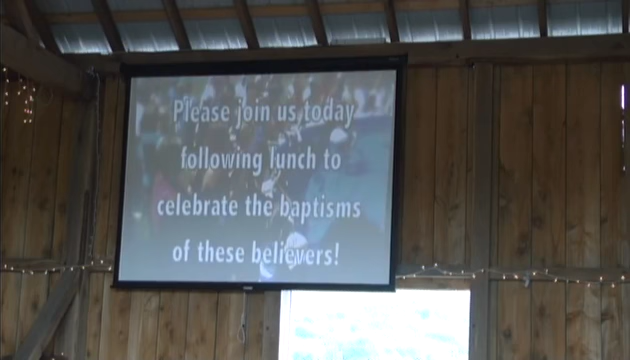 Please join us today
following lunch to
celebrate the baptisms
of these believers!